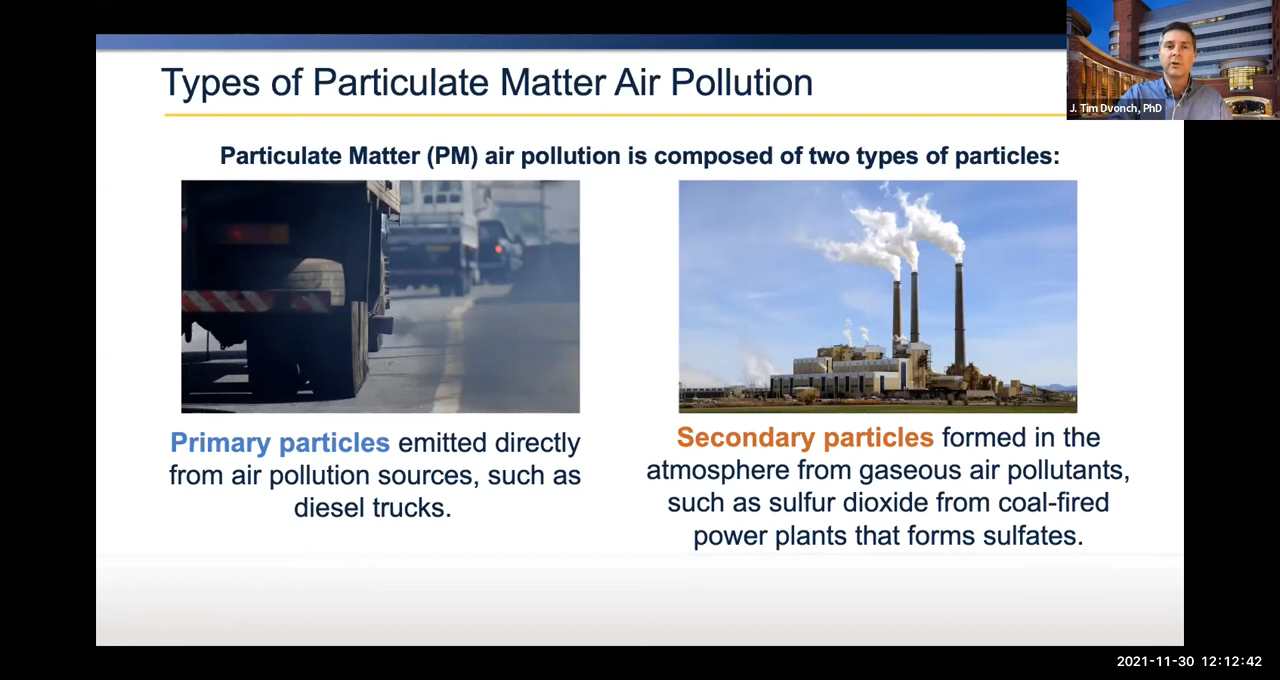 Types of Particulate Matter Air Pollution
J. Tim Dvonch, PhD
Particulate Matter (PM) air pollution is composed of two types of particles:
Primary particles emitted directly
from air pollution sources, such as
diesel trucks.
Secondary particles formed in the
atmosphere from gaseous air pollutants,
such as sulfur dioxide from coal-fired
power plants that forms sulfates.
2021-11-30 12:12:42